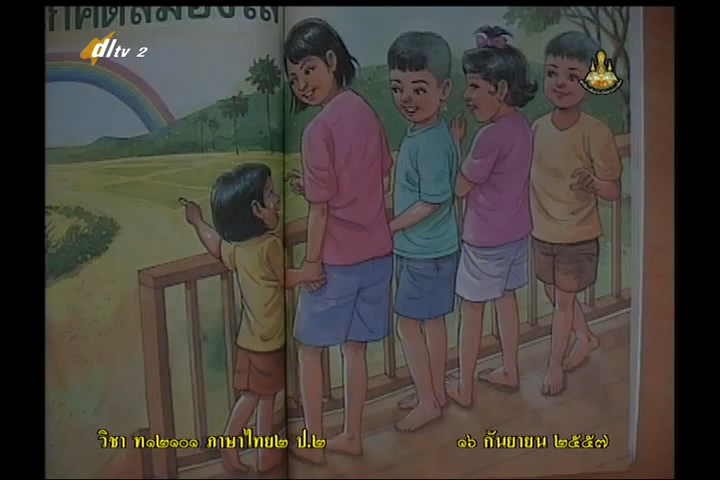 dltv 2
วิชา ท๑๒๑๐๑ ภาษาไทย๒ ป.๒ ๑๖ กันยายน ๒๕๕๗